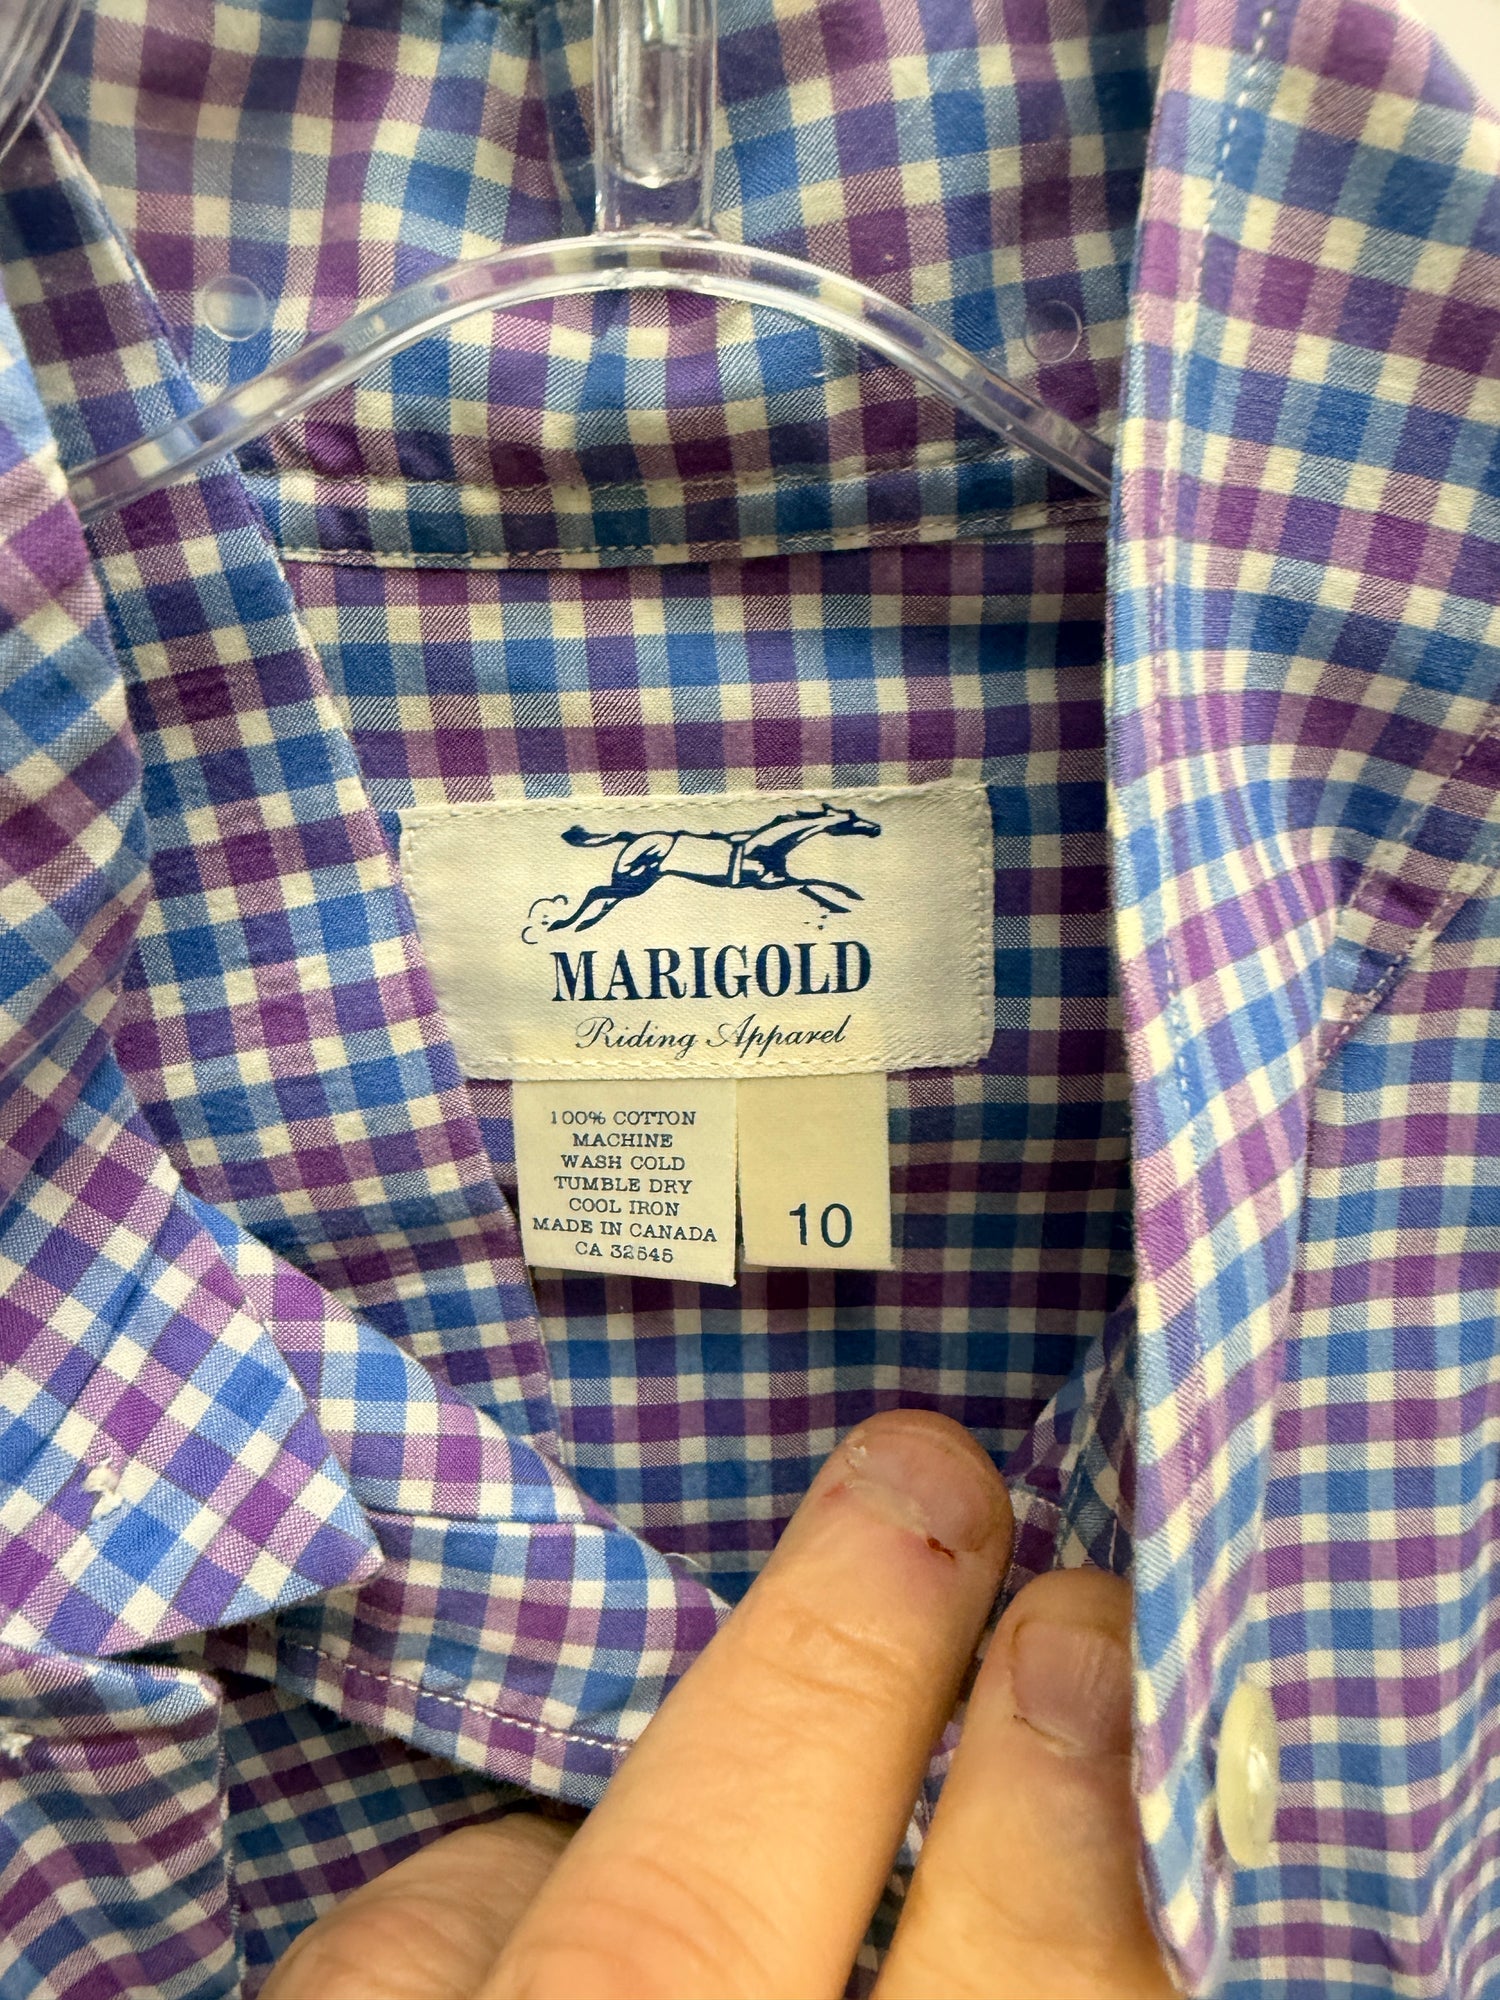 MARIGOLD
Riding Apparel
100% COTTON
MACHINE
WASH COLD
TUMBLE DRY
COOL IRON
MADE IN CANADA
CA 32545
10